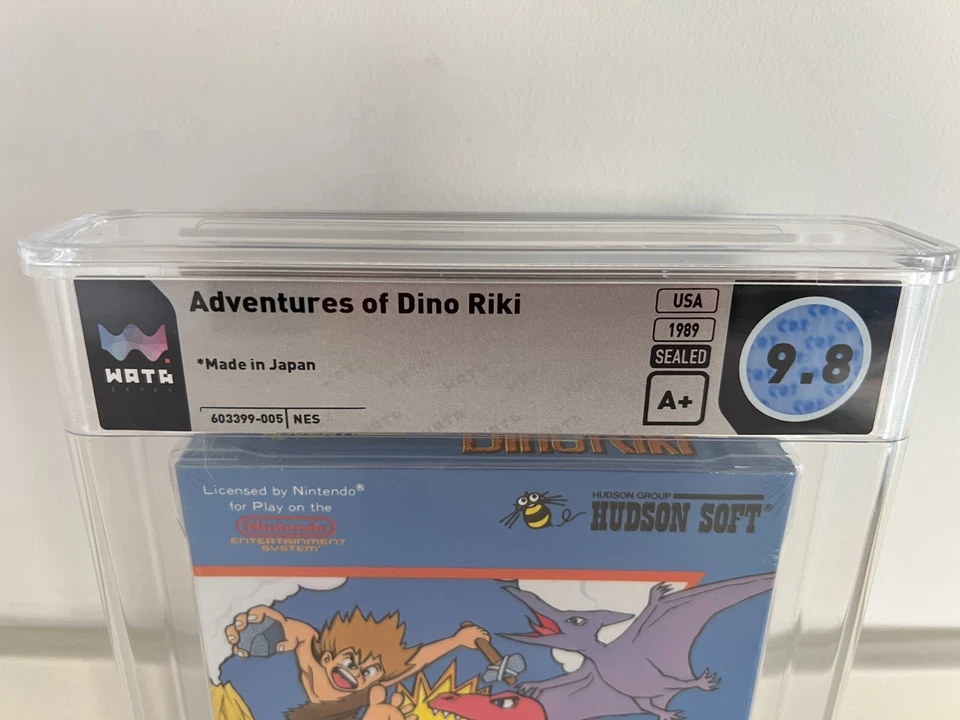 Adventures of Dino Riki
*Made in Japan
603399-005 NES
WATA
GAMES
USA
1989
SEALED
A+
9.8
DINO RIKI
Licensed by Nintendo®
for Play on the
Nintendo
ENTERTAINMENT
SYSTEM®
HUDSON GROUP
HUDSON SOFT®